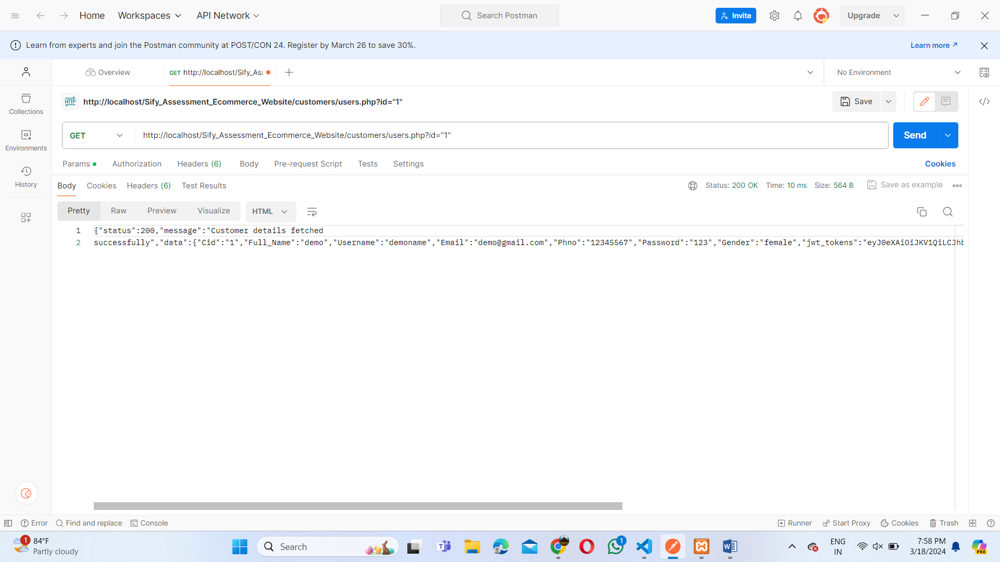 Home Workspaces API Network Search Postman Invite Upgrade
Learn from experts and join the Postman community at POST/CON 24. Register by March 26 to save 30%. Learn more
Overview GET http://localhost/Sify_As No Environment
HTTP http://localhost/Sify_Assessment_Ecommerce_Website/customers/users.php?id="1" Save
Collections
GET http://localhost/Sify_Assessment_Ecommerce_Website/customers/users.php?id="1" Send
Environments
Params Authorization Headers (6) Body Pre-request Script Tests Settings Cookies
History
Body Cookies Headers (6) Test Results Status: 200 OK Time: 10 ms Size: 564 B Save as example
Pretty Raw Preview Visualize HTML
1 {"status":200,"message":"Customer details fetched
2 successfully","data":{"Cid":"1","Full_Name":"demo","Username":"demoname","Email":"demo@gmail.com","Phno":"12345567","Password":"123","Gender":"female","jwt_tokens":"eyJ0eXAiOiJKV1QiLCJhb
Error Find and replace Console Runner Start Proxy Cookies Trash
1 84°F
Partly cloudy
Search
1
ENG
IN
7:58 PM
3/18/2024
PRE